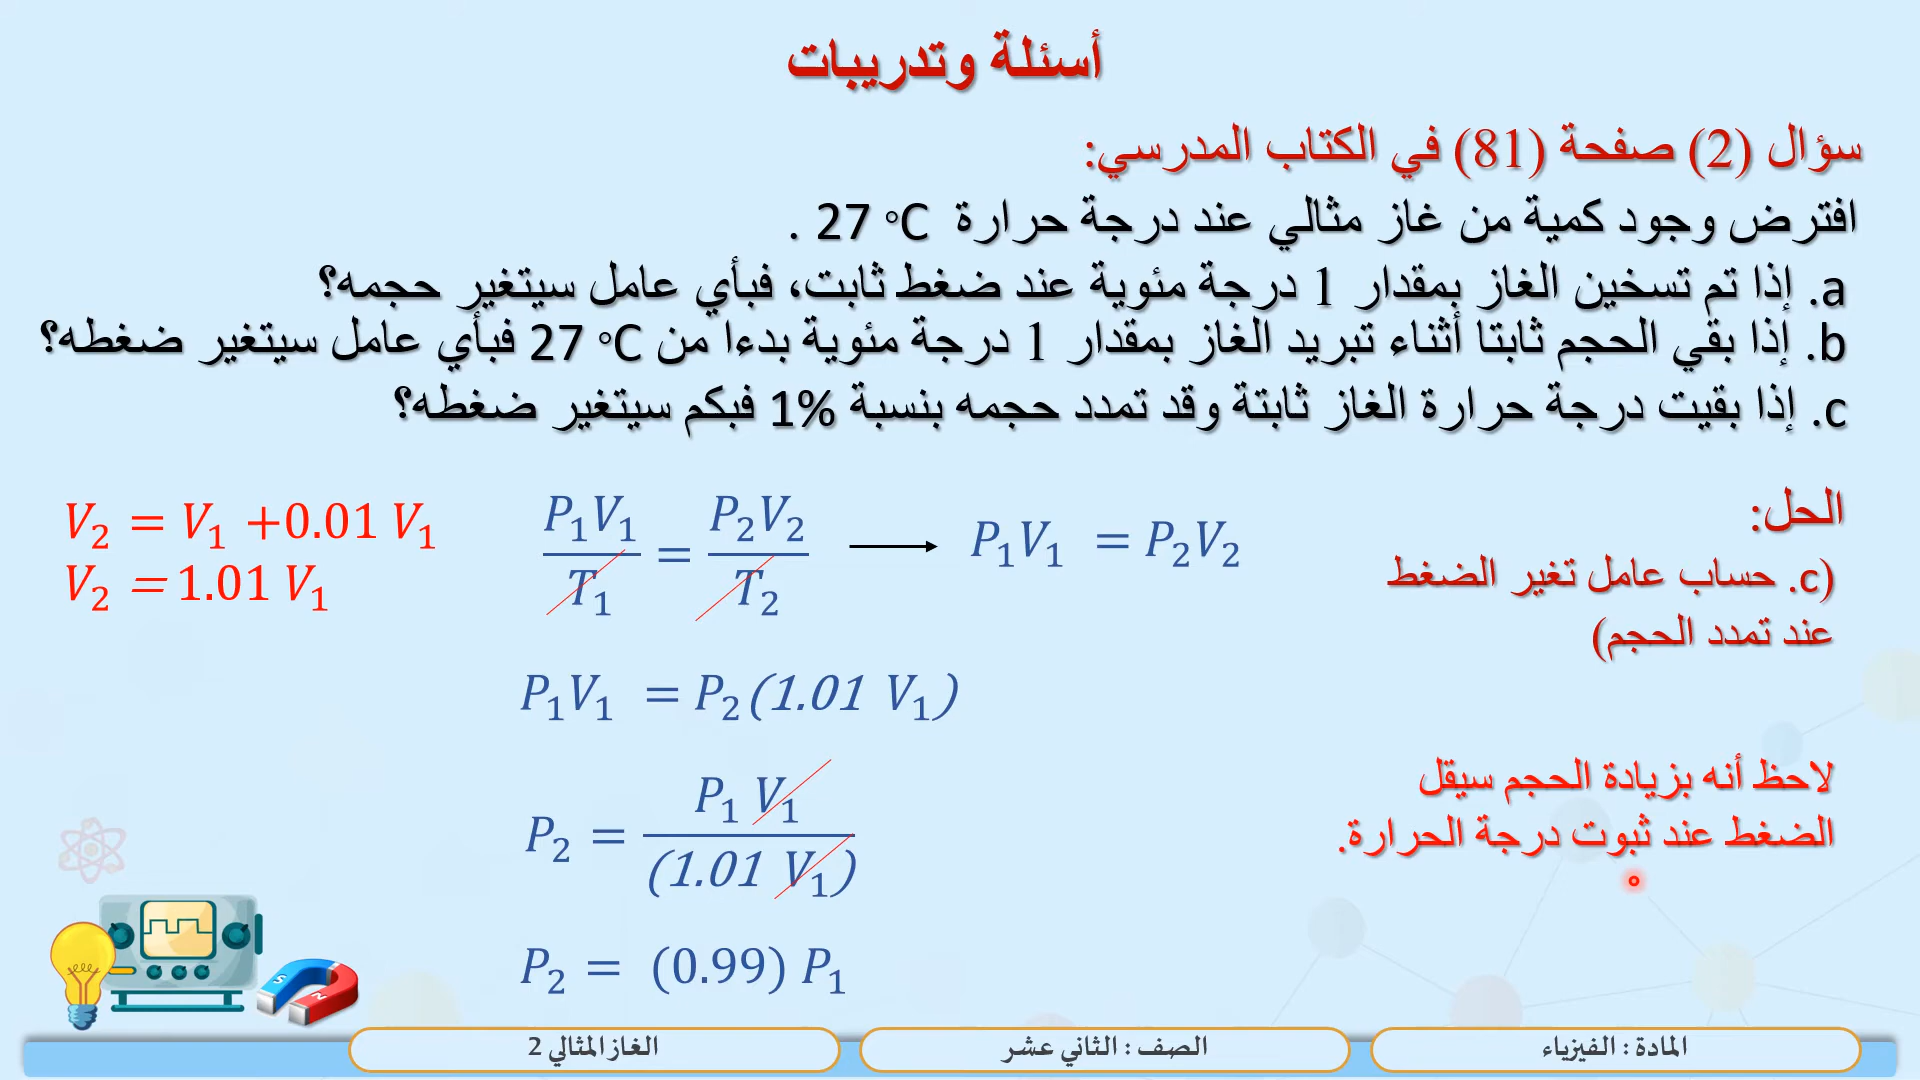 أسئلة وتدريبات
سؤال (2) صفحة (81) في الكتاب المدرسي:
افترض وجود كمية من غاز مثالي عند درجة حرارة 27 °C .
a. إذا تم تسخين الغاز بمقدار 1 درجة مئوية عند ضغط ثابت، فبأي عامل سيتغير حجمه؟
b. إذا بقي الحجم ثابتا أثناء تبريد الغاز بمقدار 1 درجة مئوية بدءا من 27 °C فبأي عامل سيتغير ضغطه؟
c. إذا بقيت درجة حرارة الغاز ثابتة وقد تمدد حجمه بنسبة 1% فبكم سيتغير ضغطه؟
الحل:
(c. حساب عامل تغير الضغط
عند تمدد الحجم)
P₁V₁/T₁ = P₂V₂/T₂ → P₁V₁ = P₂V₂
V₂ = V₁ +0.01 V₁
V₂ = 1.01 V₁
P₁V₁ = P₂(1.01 V₁)
P₂ = P₁ V₁/(1.01 V₁)
P₂ = (0.99) P₁
لاحظ أنه بزيادة الحجم سيقل
الضغط عند ثبوت درجة الحرارة.
S N
المادة : الفيزياء
الصف : الثاني عشر
الغاز المثالي 2